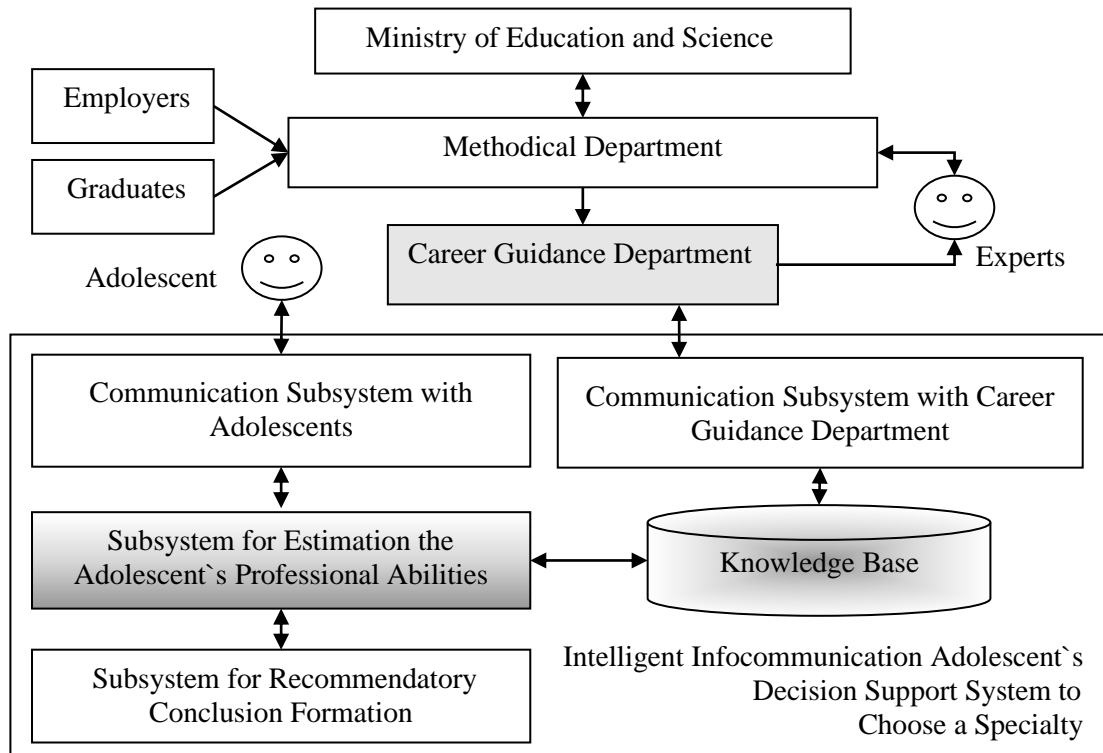 Ministry of Education and Science
Employers
Methodical Department
Graduates
Career Guidance Department
Adolescent
Experts
Communication Subsystem with
Adolescents
Communication Subsystem with Career
Guidance Department
Subsystem for Estimation the
Adolescent`s Professional Abilities
Knowledge Base
Subsystem for Recommendatory
Conclusion Formation
Intelligent Infocommunication Adolescent`s
Decision Support System to
Choose a Specialty